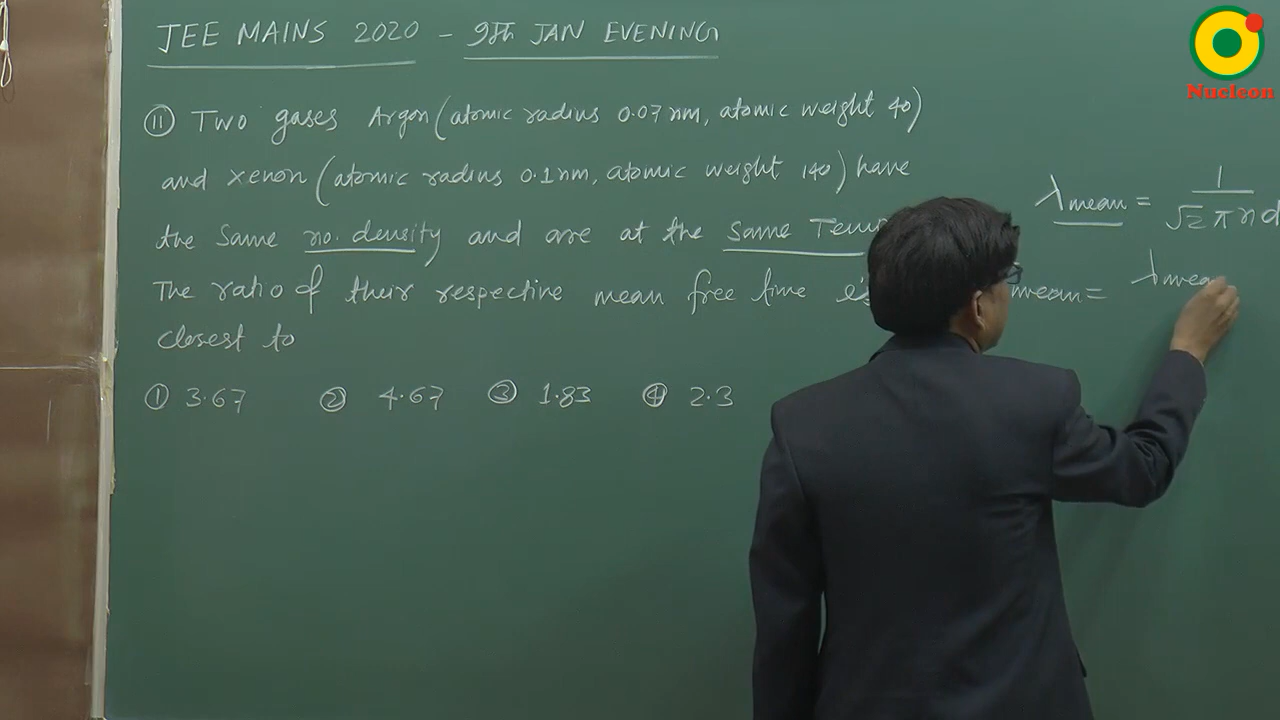 JEE MAINS 2020 - 9th JAN EVENING
Nucleon
⑪ Two gases Argon (atomic radius 0.07 nm, atomic weight 40)
and xenon (atomic radius 0.1 nm, atomic weight 140) have
the same no. density and are at the same
The ratio of their respective mean free time is
closest to
① 3.67 ② 4.67 ③ 1.83 ④ 2.3
λmean = 1
√2 π n d
mean = λmean